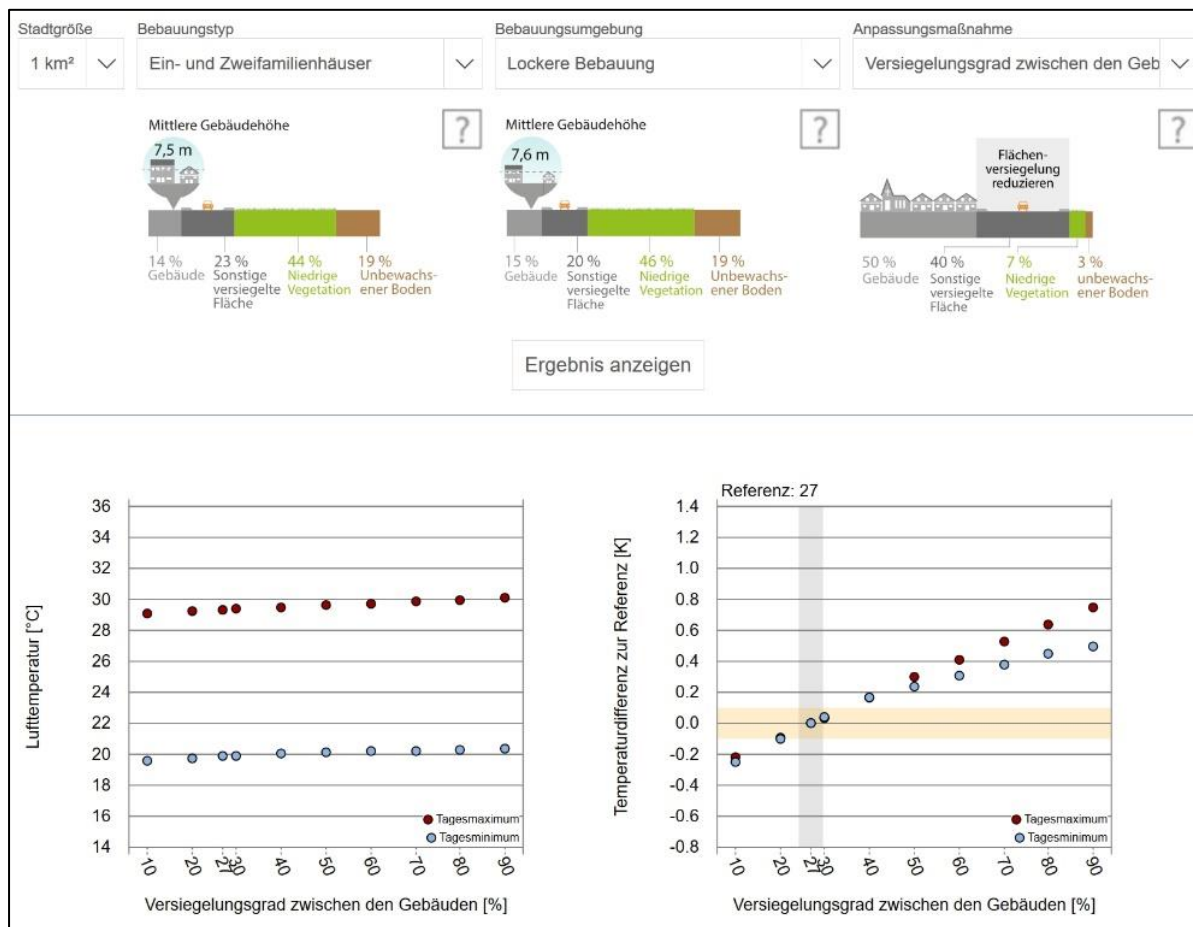 Stadtgröße
Bebauungstyp
Bebauungsumgebung
Anpassungsmaßnahme
1 km²
Ein- und Zweifamilienhäuser
Lockere Bebauung
Versiegelungsgrad zwischen den Geb
Mittlere Gebäudehöhe
?
7,5 m
14 %
Gebäude
23 %
Sonstige
versiegelte
Fläche
44 %
Niedrige
Vegetation
19 %
Unbewachs-
ener Boden
Mittlere Gebäudehöhe
?
7,6 m
15 %
Gebäude
20 %
Sonstige
versiegelte
Fläche
46 %
Niedrige
Vegetation
19 %
Unbewachs-
ener Boden
?
Flächen-
versiegelung
reduzieren
50 %
Gebäude
40 %
Sonstige
versiegelte
Fläche
7 %
Niedrige
Vegetation
3 %
unbewachs-
ener Boden
Ergebnis anzeigen
Lufttemperatur [°C]
36
34
32
30
28
26
24
22
20
18
16
14
Tagesmaximum
Tagesminimum
10
20
27
30
40
50
60
70
80
90
Versiegelungsgrad zwischen den Gebäuden [%]
Referenz: 27
Temperaturdifferenz zur Referenz [K]
1.4
1.2
1.0
0.8
0.6
0.4
0.2
0.0
-0.2
-0.4
-0.6
-0.8
Tagesmaximum
Tagesminimum
10
20
27
30
40
50
60
70
80
90
Versiegelungsgrad zwischen den Gebäuden [%]